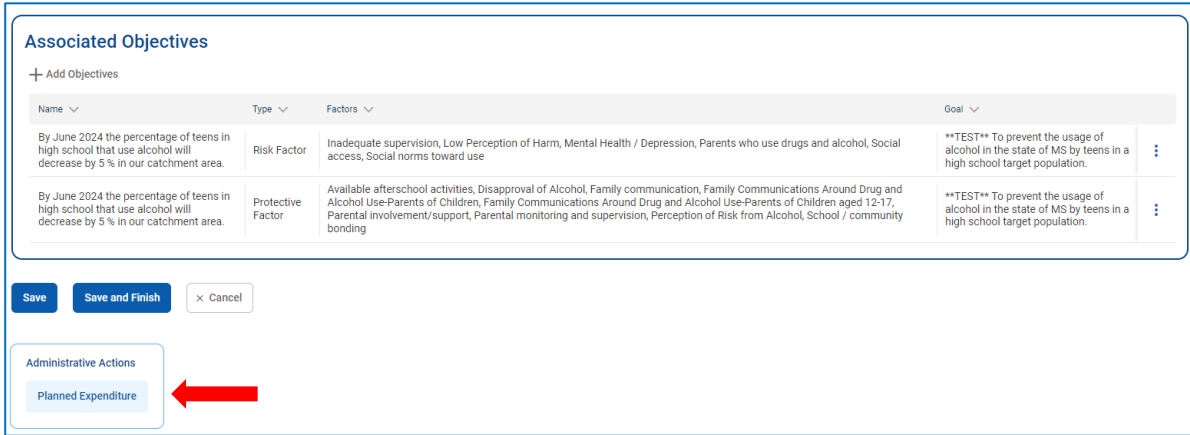 Associated Objectives
+ Add Objectives
Name Type Factors Goal
By June 2024 the percentage of teens in
high school that use alcohol will
decrease by 5 % in our catchment area.
Risk Factor
Inadequate supervision, Low Perception of Harm, Mental Health / Depression, Parents who use drugs and alcohol, Social
access, Social norms toward use
**TEST** To prevent the usage of
alcohol in the state of MS by teens in a
high school target population.
By June 2024 the percentage of teens in
high school that use alcohol will
decrease by 5 % in our catchment area.
Protective
Factor
Available afterschool activities, Disapproval of Alcohol, Family communication, Family Communications Around Drug and
Alcohol Use-Parents of Children, Family Communications Around Drug and Alcohol Use-Parents of Children aged 12-17,
Parental involvement/support, Parental monitoring and supervision, Perception of Risk from Alcohol, School / community
bonding
**TEST** To prevent the usage of
alcohol in the state of MS by teens in a
high school target population.
Save Save and Finish × Cancel
Administrative Actions
Planned Expenditure